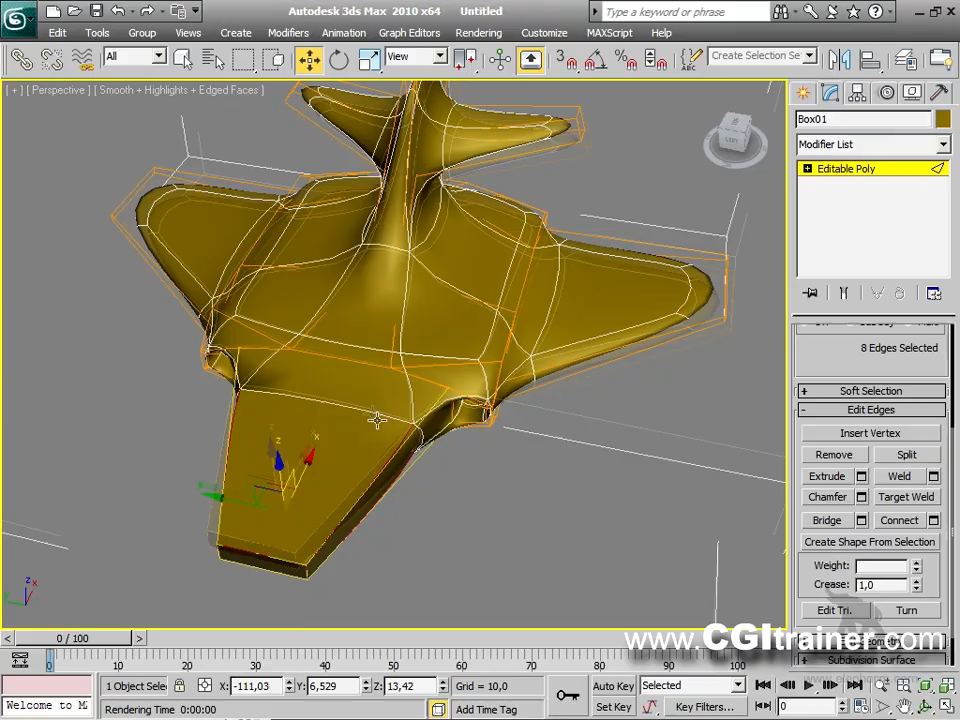 Autodesk 3ds Max 2010 x64 Untitled
Type a keyword or phrase
Edit Tools Group Views Create Modifiers Animation Graph Editors Rendering Customize MAXScript Help
All
View
3
Create Selection Se
[ + ] [ Perspective ] [ Smooth + Highlights + Edged Faces ]
Box01
Modifier List
Editable Poly
8 Edges Selected
+ Soft Selection
- Edit Edges
Insert Vertex
Remove Split
Extrude Weld
Chamfer Target Weld
Bridge Connect
Create Shape From Selection
Weight:
Crease: 1,0
Edit Tri. Turn
z
x
z x
y
www.CGItrainer.com
+ Subdivision Surface
< 0 / 100 >
0 10 20 30 40 50 60 70 80 90 100
1 Object Sele X: -111,03 Y: 6,529 Z: 13,42 Grid = 10,0 Auto Key Selected
Welcome to M Rendering Time 0:00:00 Add Time Tag Set Key Key Filters... 0